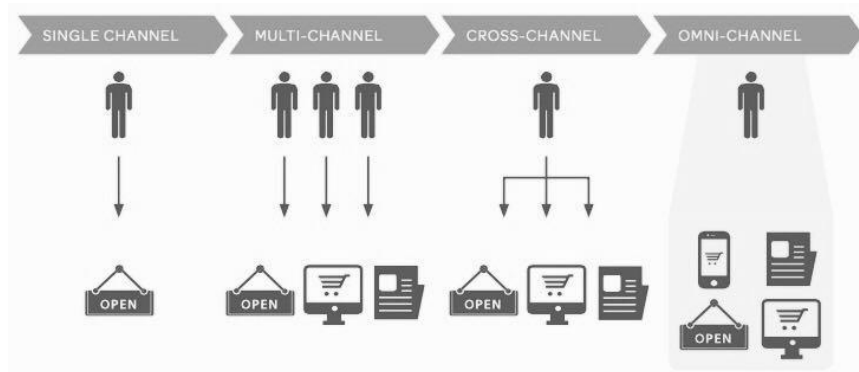 SINGLE CHANNEL
MULTI-CHANNEL
CROSS-CHANNEL
OMNI-CHANNEL
OPEN
OPEN
OPEN
OPEN